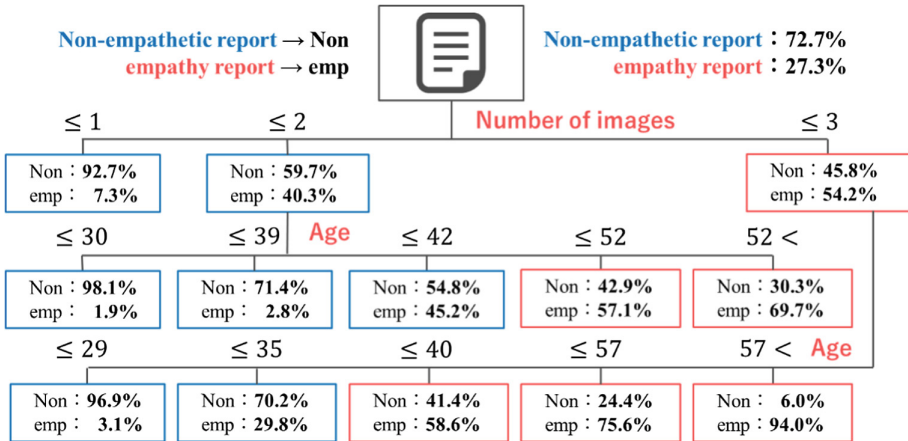 Non-empathetic report → Non
empathy report → emp
Non-empathetic report：72.7%
empathy report：27.3%
Number of images
≤ 1 ≤ 2 ≤ 3
Non：92.7% Non：59.7% Non：45.8%
emp： 7.3% emp：40.3% emp：54.2%
Age
≤ 30 ≤ 39 ≤ 42 ≤ 52 52 <
Non：98.1% Non：71.4% Non：54.8% Non：42.9% Non：30.3%
emp： 1.9% emp： 2.8% emp：45.2% emp：57.1% emp：69.7%
≤ 29 ≤ 35 ≤ 40 ≤ 57 57 < Age
Non：96.9% Non：70.2% Non：41.4% Non：24.4% Non： 6.0%
emp： 3.1% emp：29.8% emp：58.6% emp：75.6% emp：94.0%